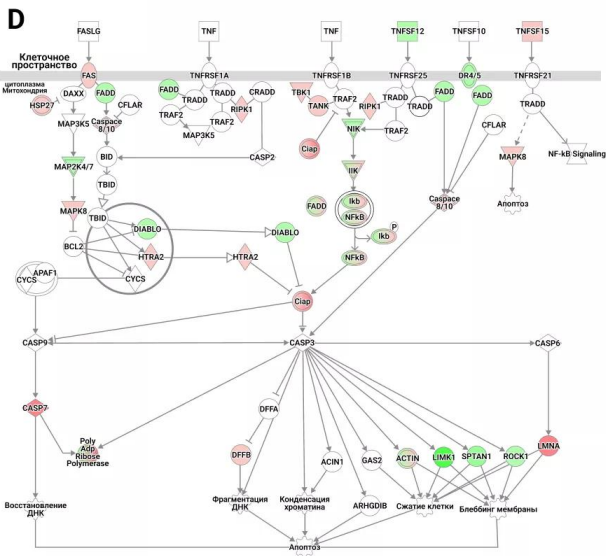 D
FASLG
TNF
TNF
TNFSF12
TNFSF10
TNFSF15
Клеточное
пространство
цитоплазма
Митохондрия
FAS
TNFRSF1A
TNFRSF1B
TNFRSF25
DR4/5
TNFRSF21
HSP27
DAXX
FADD
CFLAR
MAP3K5
Caspace
8/10
FADD
TRADD
TRADD
TRAF2
TRAF2
RIPK1
CRADD
MAP3K5
TBK1
TANK
TRAF2
RIPK1
TRADD
TRADD
FADD
FADD
TRADD
NIK
TRAF2
CFLAR
MAPK8
NF-kB Signaling
BID
CASP2
Ciap
MAP2K4/7
TBID
IIK
MAPK8
TBID
FADD
Ikb
NFkB
Caspase
8/10
Апоптоз
DIABLO
DIABLO
Ikb
P
BCL2
HTRA2
HTRA2
NFkB
CYCS
APAF1
CYCS
Ciap
CASP9
CASP3
CASP6
CASP7
DFFA
Poly
Adp
Ribose
Polymerase
DFFB
ACIN1
GAS2
ACTIN
LIMK1
SPTAN1
ROCK1
LMNA
Восстановление
ДНК
Фрагментация
ДНК
Конденсация
хроматина
ARHGDIB
Сжатие клетки
Блеббинг мембраны
Апоптоз